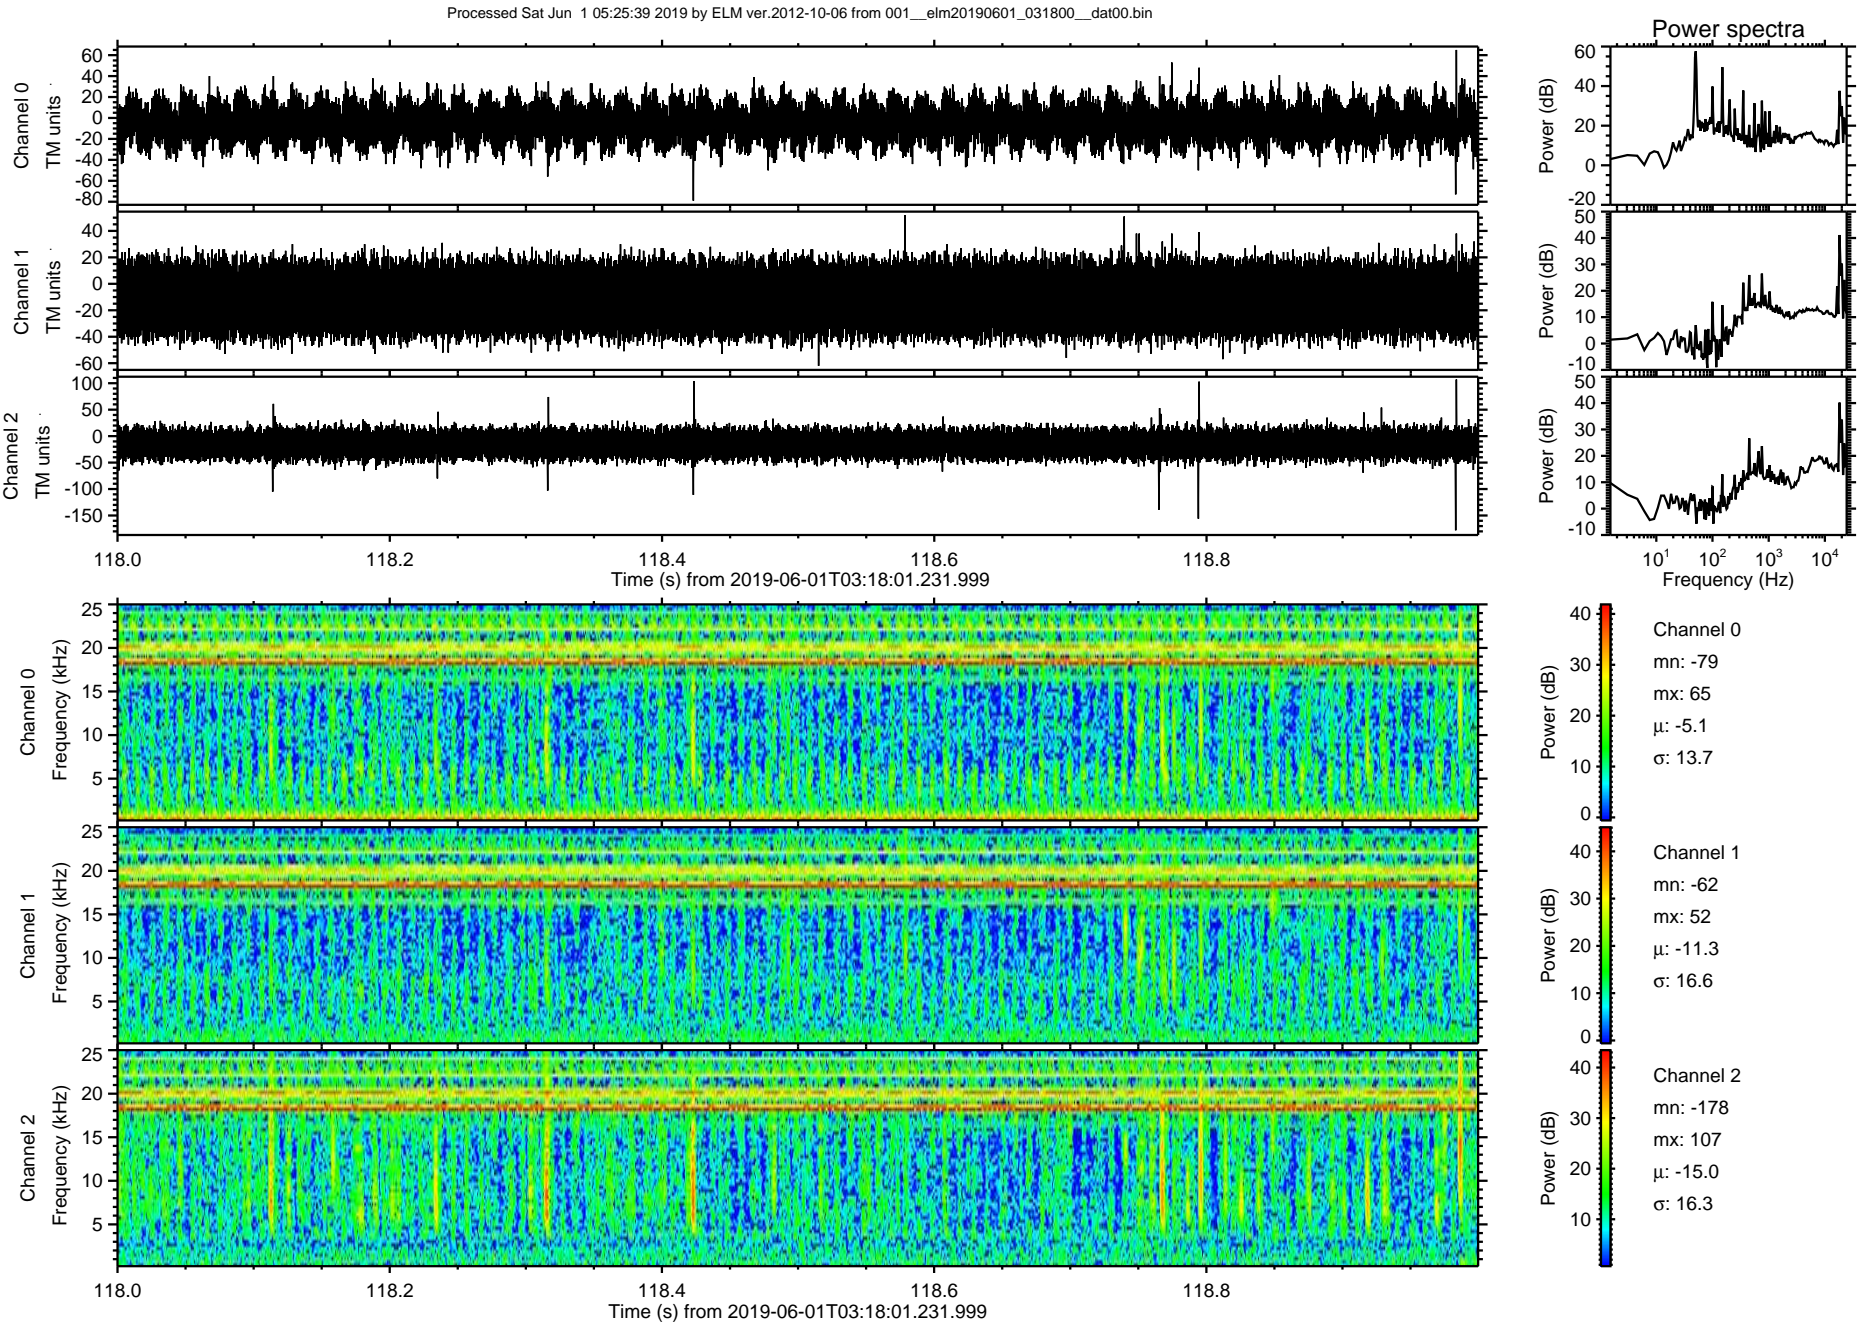 Processed Sat Jun  1 05:25:39 2019 by ELM ver.2012-10-06 from 001__elm20190601_031800__dat00.bin
Power spectra
Channel 0
TM units
60
40
20
0
-20
-40
-60
-80
Power (dB)
60
40
20
0
-20
Channel 1
TM units
40
20
0
-20
-40
-60
Power (dB)
50
40
30
20
10
0
-10
Channel 2
TM units
100
50
0
-50
-100
-150
Power (dB)
50
40
30
20
10
0
-10
118.0 118.2 118.4 118.6 118.8
Time (s) from 2019-06-01T03:18:01.231.999
10^1 10^2 10^3 10^4
Frequency (Hz)
Channel 0
Frequency (kHz)
25
20
15
10
5
Power (dB)
40
30
20
10
0
Channel 0
mn: -79
mx: 65
μ: -5.1
σ: 13.7
Channel 1
Frequency (kHz)
25
20
15
10
5
Power (dB)
40
30
20
10
0
Channel 1
mn: -62
mx: 52
μ: -11.3
σ: 16.6
Channel 2
Frequency (kHz)
25
20
15
10
5
Power (dB)
40
30
20
10
Channel 2
mn: -178
mx: 107
μ: -15.0
σ: 16.3
118.0 118.2 118.4 118.6 118.8
Time (s) from 2019-06-01T03:18:01.231.999